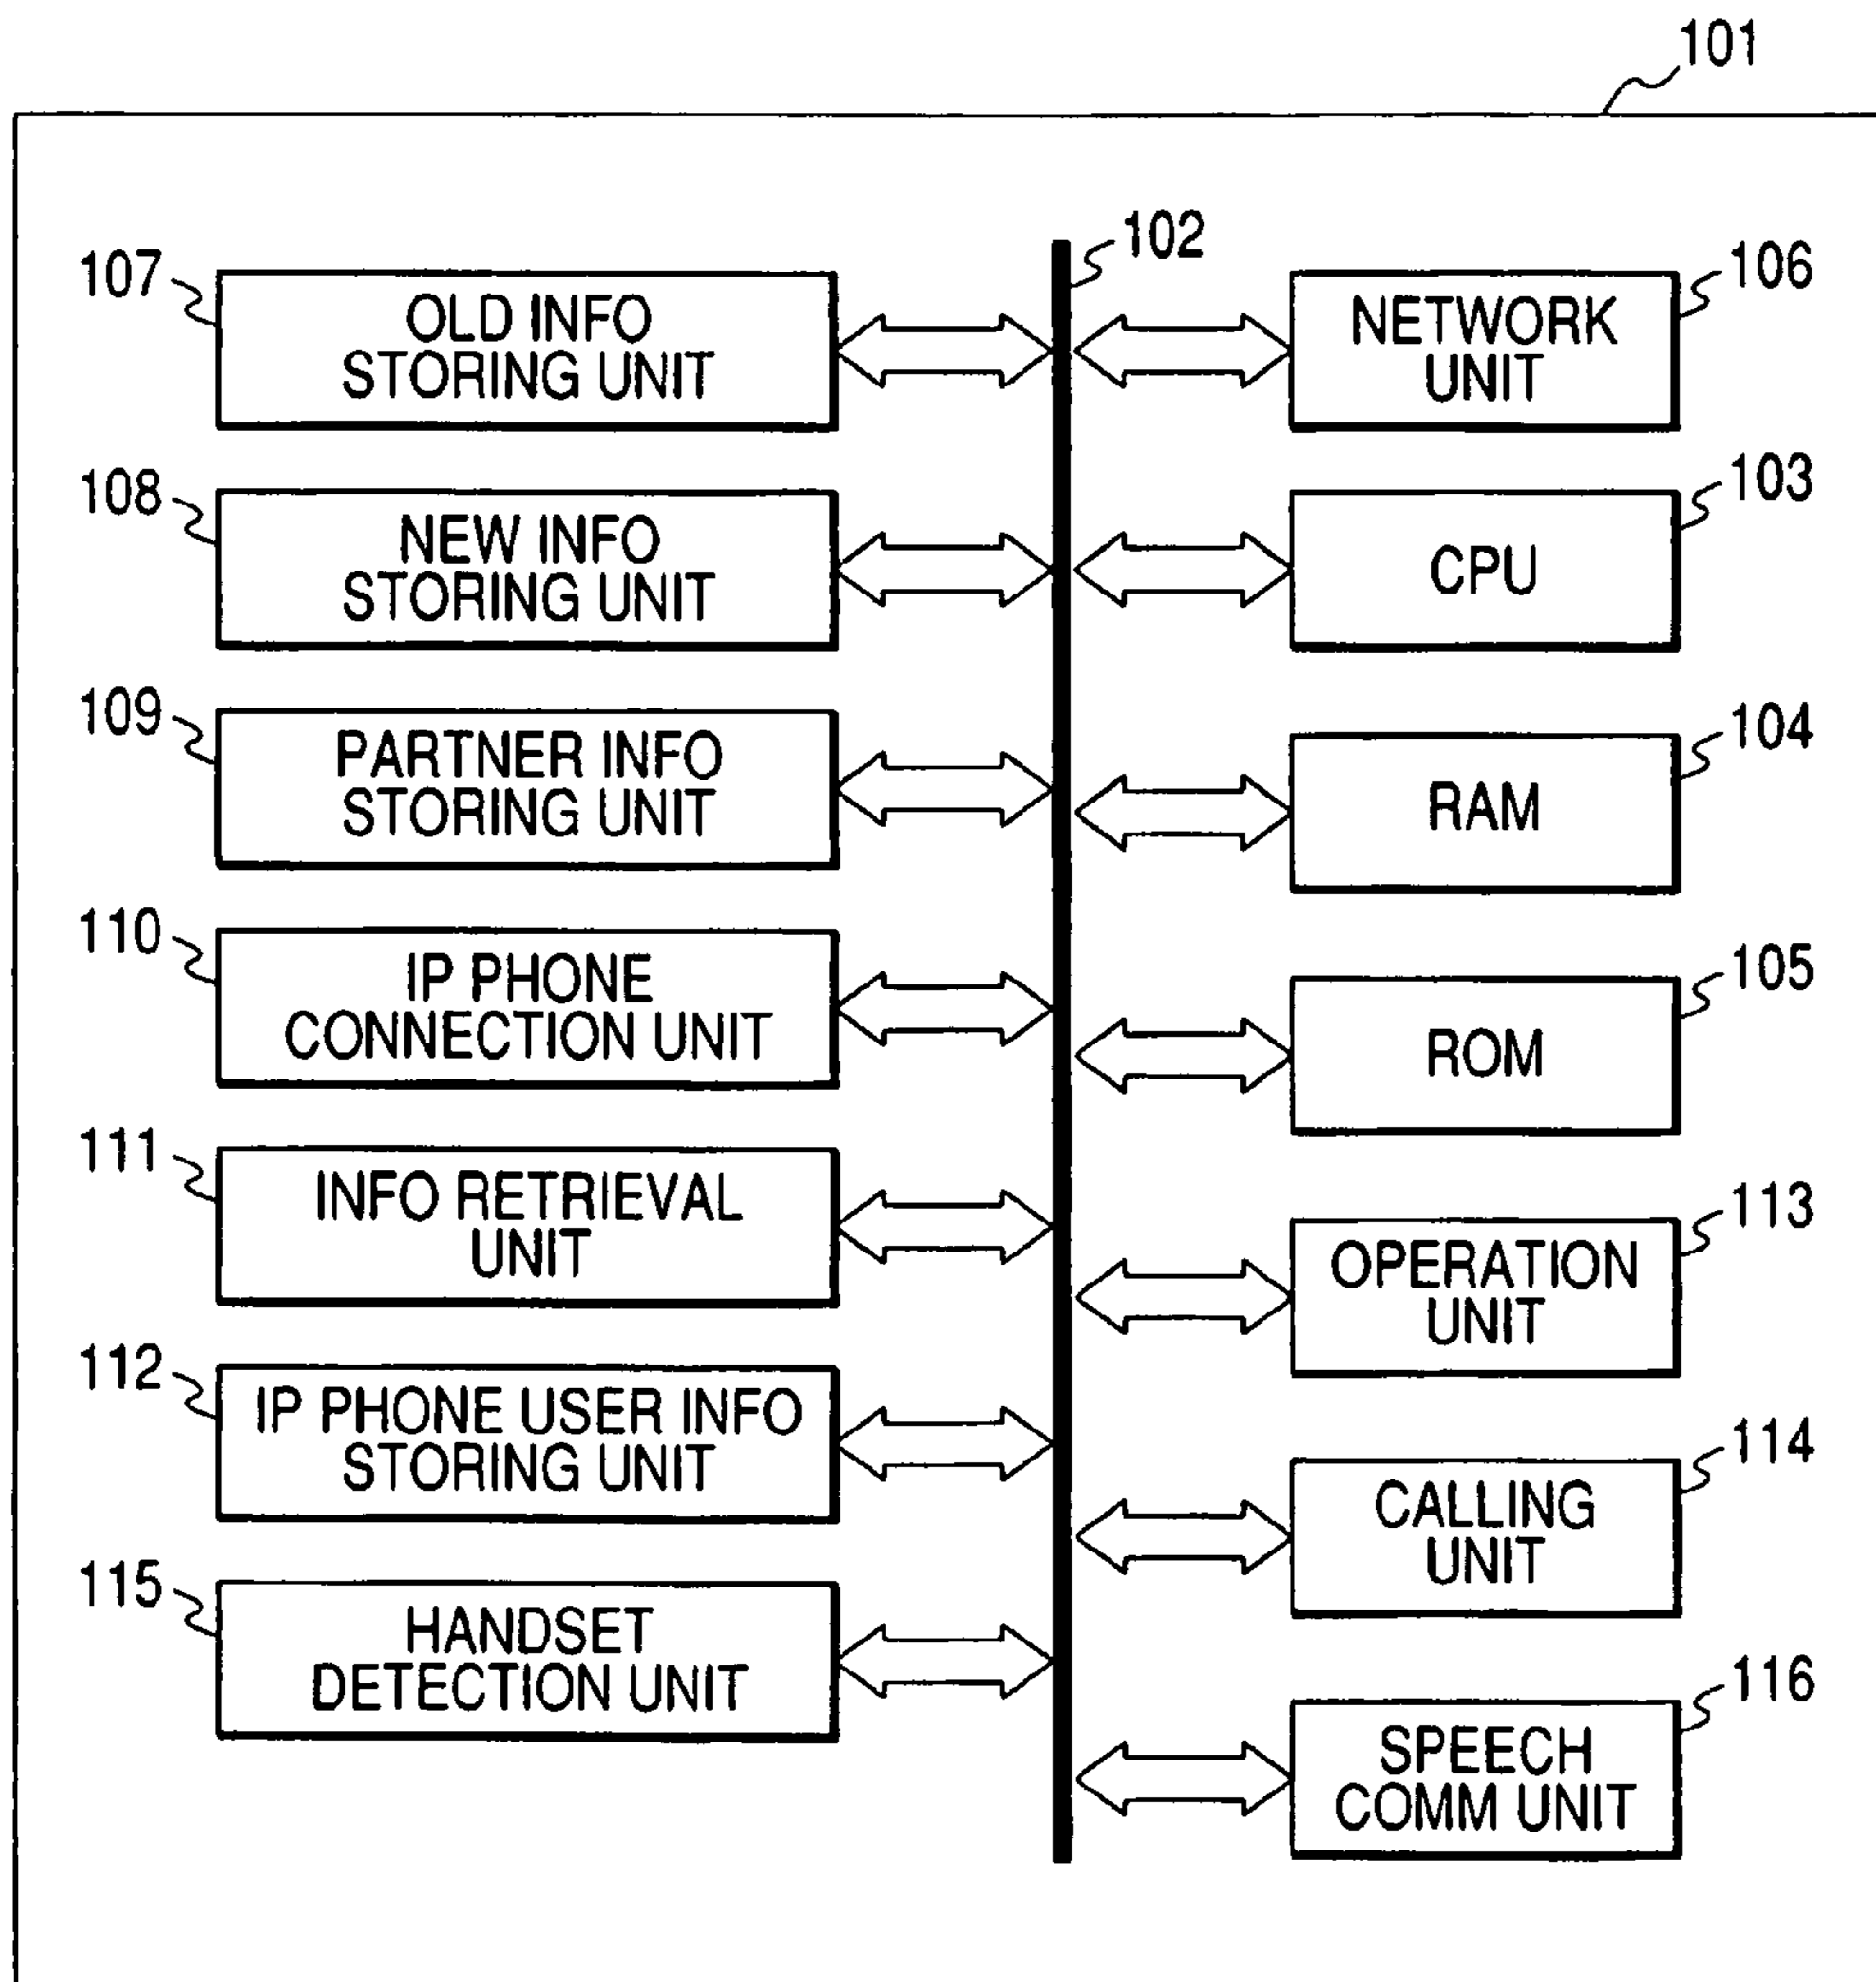 101
102
107
OLD INFO
STORING UNIT
108
NEW INFO
STORING UNIT
109
PARTNER INFO
STORING UNIT
110
IP PHONE
CONNECTION UNIT
111
INFO RETRIEVAL
UNIT
112
IP PHONE USER INFO
STORING UNIT
115
HANDSET
DETECTION UNIT
106
NETWORK
UNIT
103
CPU
104
RAM
105
ROM
113
OPERATION
UNIT
114
CALLING
UNIT
116
SPEECH
COMM UNIT